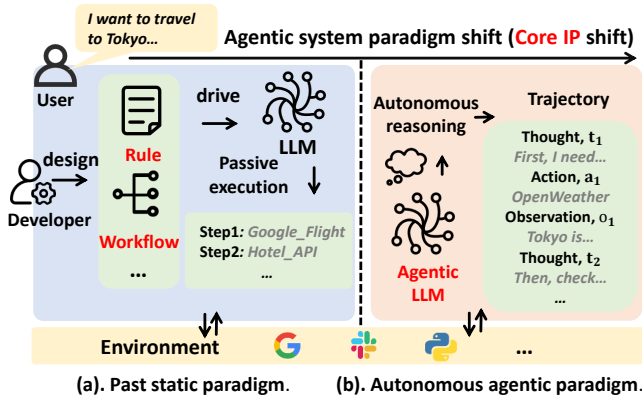 I want to travel
to Tokyo...
Agentic system paradigm shift (Core IP shift)
User
design
Developer
Rule
Workflow
...
drive
LLM
Passive
execution
Step1: Google_Flight
Step2: Hotel_API
...
Autonomous
reasoning
Agentic
LLM
Trajectory
Thought, t₁
First, I need...
Action, a₁
OpenWeather
Observation, o₁
Tokyo is...
Thought, t₂
Then, check...
...
Environment
...
(a). Past static paradigm.
(b). Autonomous agentic paradigm.